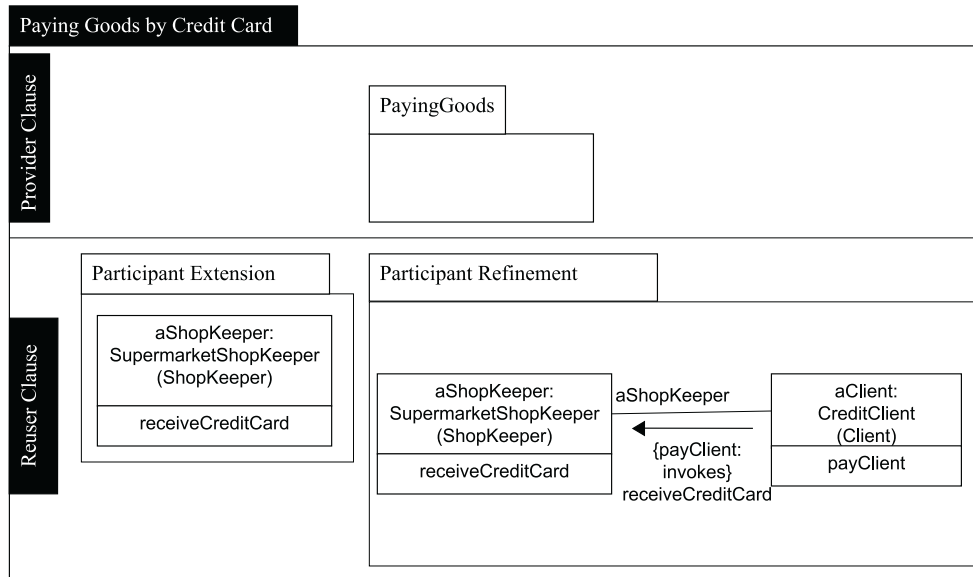 Paying Goods by Credit Card
Provider Clause
PayingGoods
Reuser Clause
Participant Extension
aShopKeeper:
SupermarketShopKeeper
(ShopKeeper)
receiveCreditCard
Participant Refinement
aShopKeeper:
SupermarketShopKeeper
(ShopKeeper)
receiveCreditCard
aShopKeeper
{payClient:
invokes}
receiveCreditCard
aClient:
CreditClient
(Client)
payClient